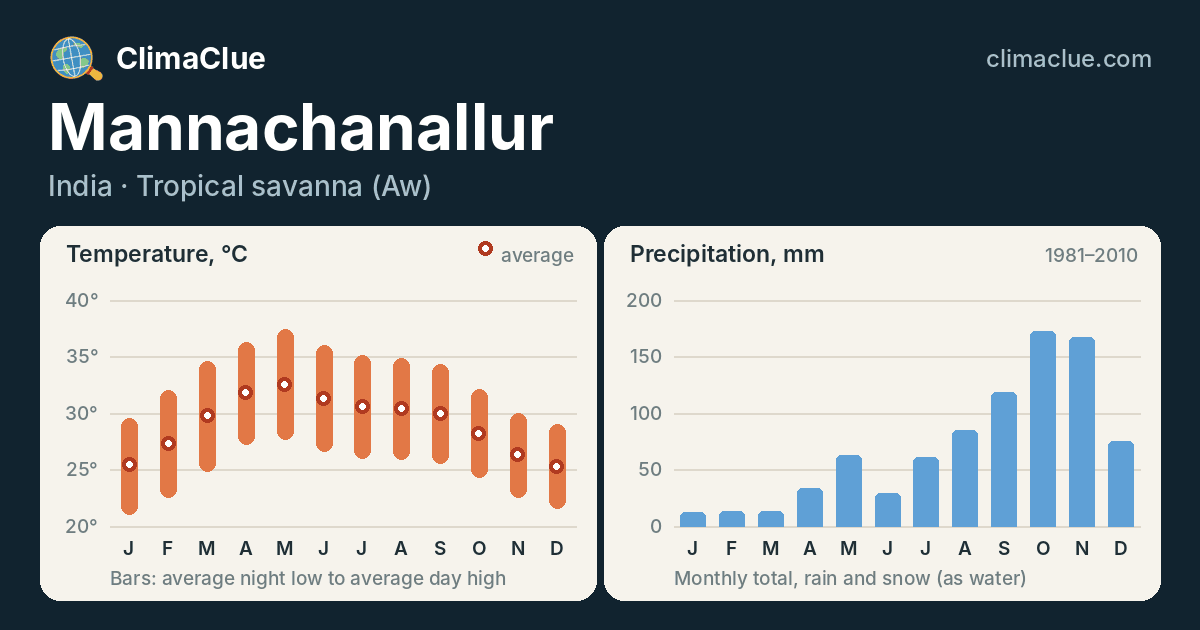 ClimaClue
climaclue.com
Mannachanallur
India · Tropical savanna (Aw)
Temperature, °C
average
40°
35°
30°
25°
20°
J F M A M J J A S O N D
Bars: average night low to average day high
Precipitation, mm
1981–2010
200
150
100
50
0
J F M A M J J A S O N D
Monthly total, rain and snow (as water)